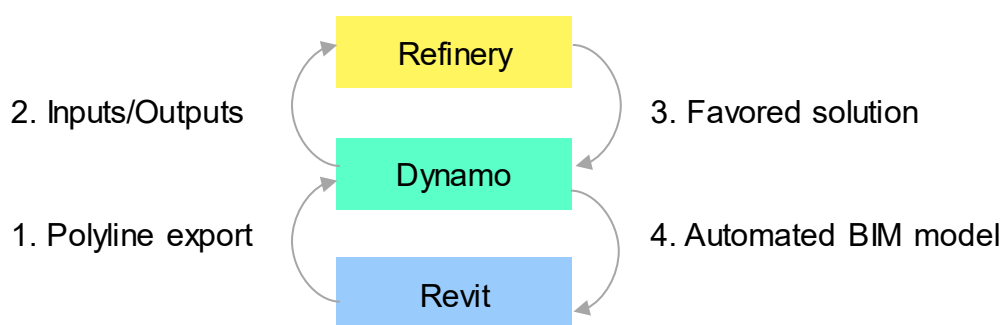 Refinery
2. Inputs/Outputs
3. Favored solution
Dynamo
1. Polyline export
4. Automated BIM model
Revit